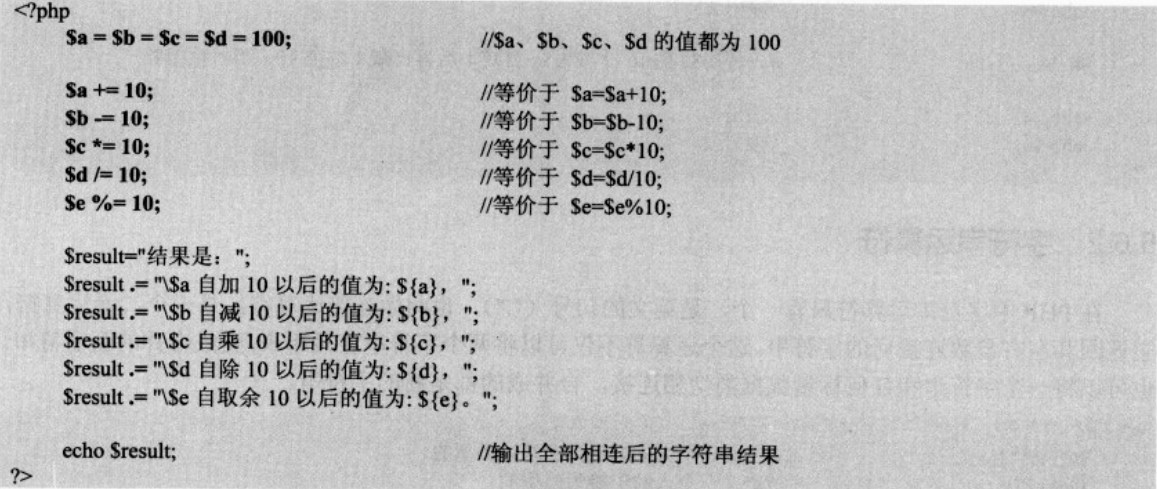 <?php
$a = $b = $c = $d = 100; //$a、$b、$c、$d 的值都为 100
$a += 10; //等价于 $a=$a+10;
$b -= 10; //等价于 $b=$b-10;
$c *= 10; //等价于 $c=$c*10;
$d /= 10; //等价于 $d=$d/10;
$e %= 10; //等价于 $e=$e%10;
$result="结果是：";
$result .= "\$a 自加 10 以后的值为: ${a}，";
$result .= "\$b 自减 10 以后的值为: ${b}，";
$result .= "\$c 自乘 10 以后的值为: ${c}，";
$result .= "\$d 自除 10 以后的值为: ${d}，";
$result .= "\$e 自取余 10 以后的值为: ${e}。";
echo $result; //输出全部相连后的字符串结果
?>